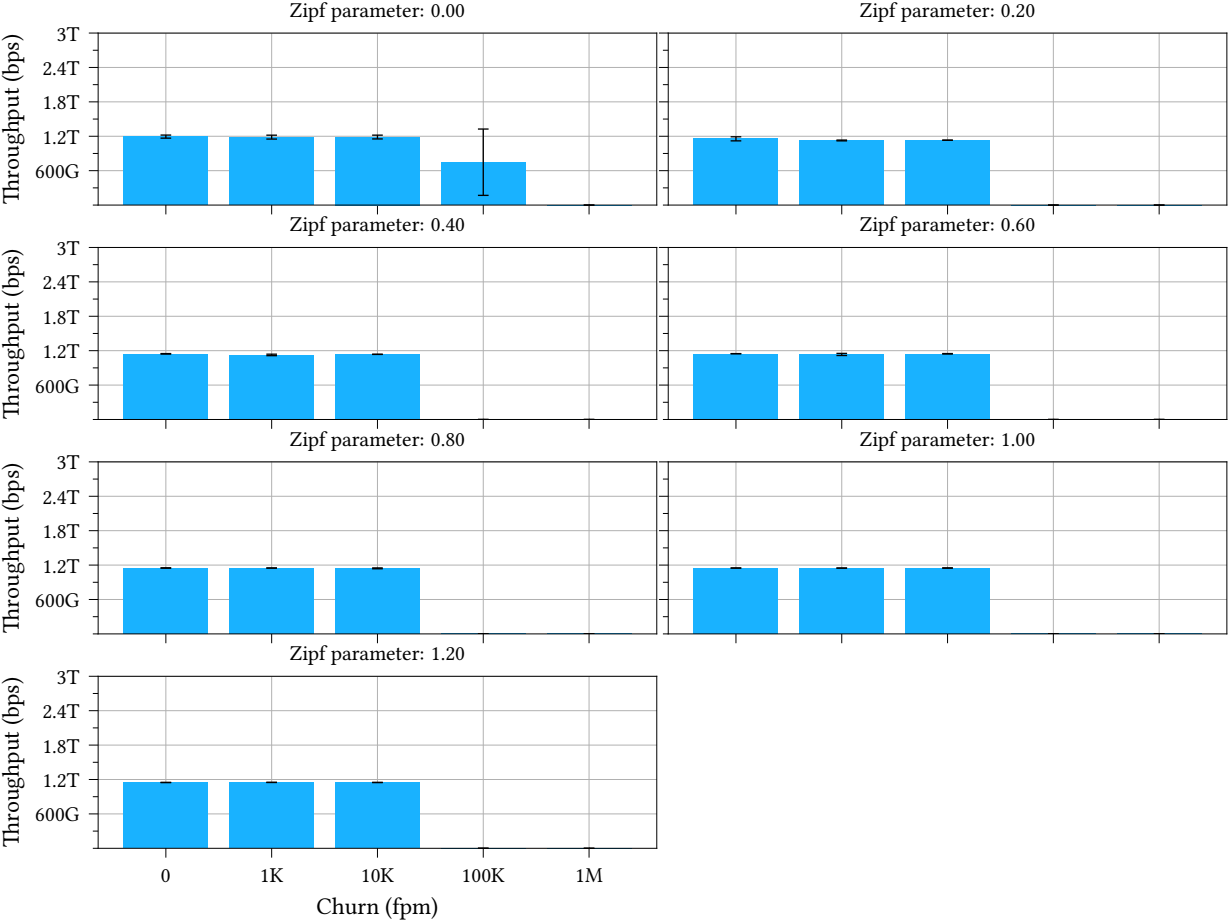 Zipf parameter: 0.00
Zipf parameter: 0.20
Throughput (bps)
3T
2.4T
1.8T
1.2T
600G
Zipf parameter: 0.40
Zipf parameter: 0.60
Throughput (bps)
3T
2.4T
1.8T
1.2T
600G
Zipf parameter: 0.80
Zipf parameter: 1.00
Throughput (bps)
3T
2.4T
1.8T
1.2T
600G
Zipf parameter: 1.20
Throughput (bps)
3T
2.4T
1.8T
1.2T
600G
0 1K 10K 100K 1M
Churn (fpm)